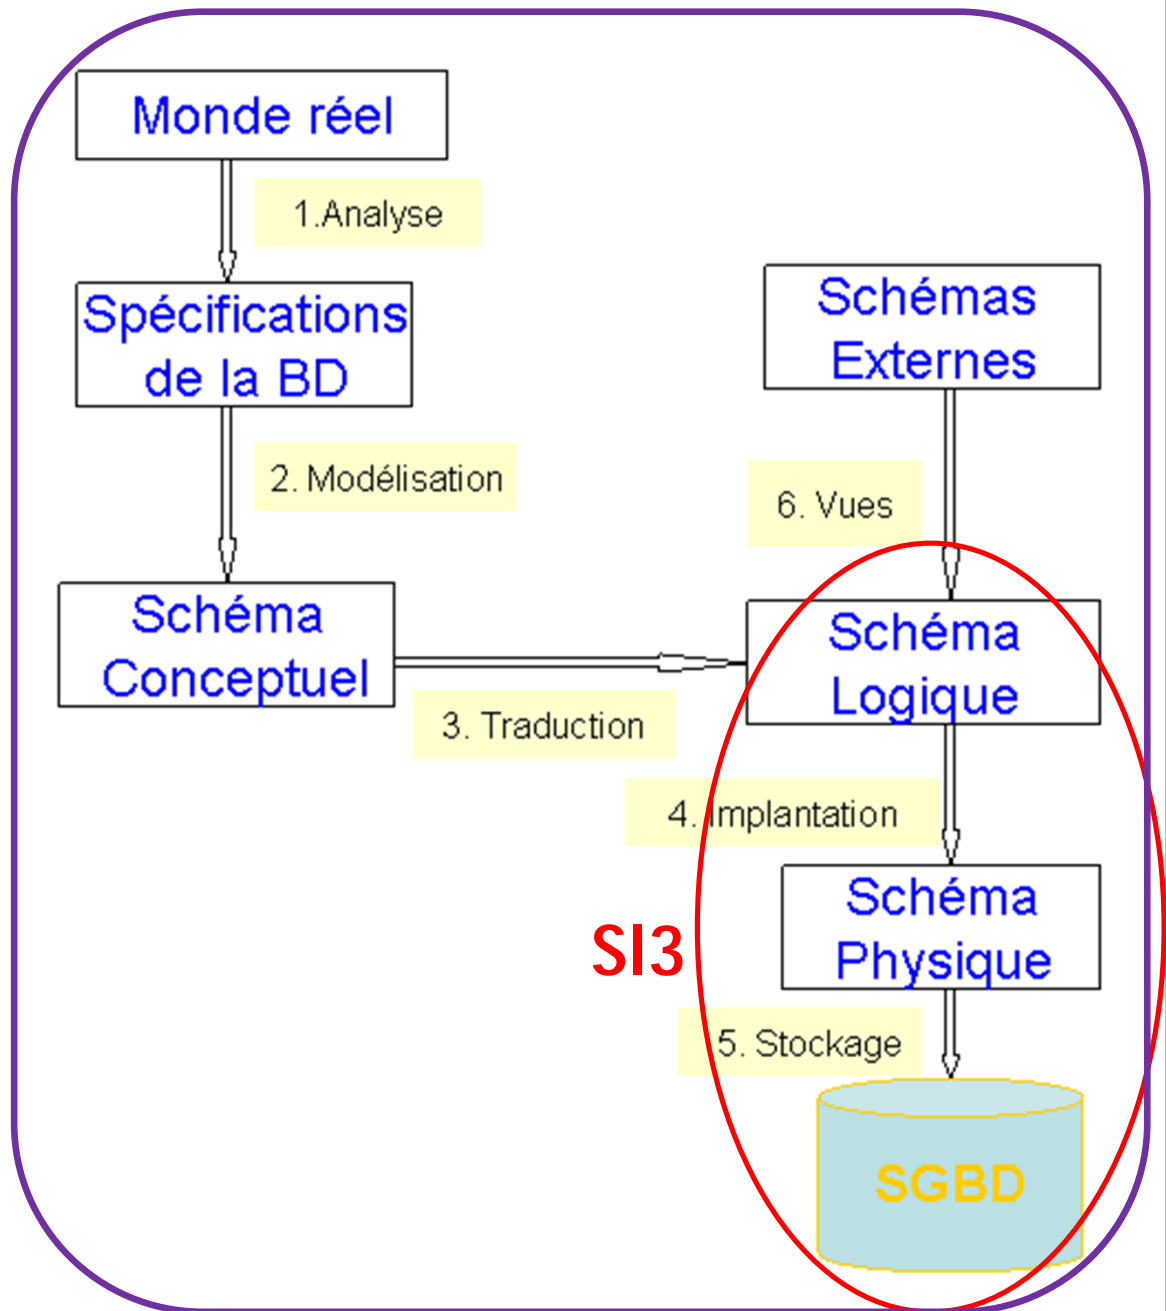 Monde réel
1.Analyse
Spécifications
de la BD
2. Modélisation
Schéma
Conceptuel
3. Traduction
Schémas
Externes
6. Vues
Schéma
Logique
4. Implantation
Schéma
Physique
SI3
5. Stockage
SGBD